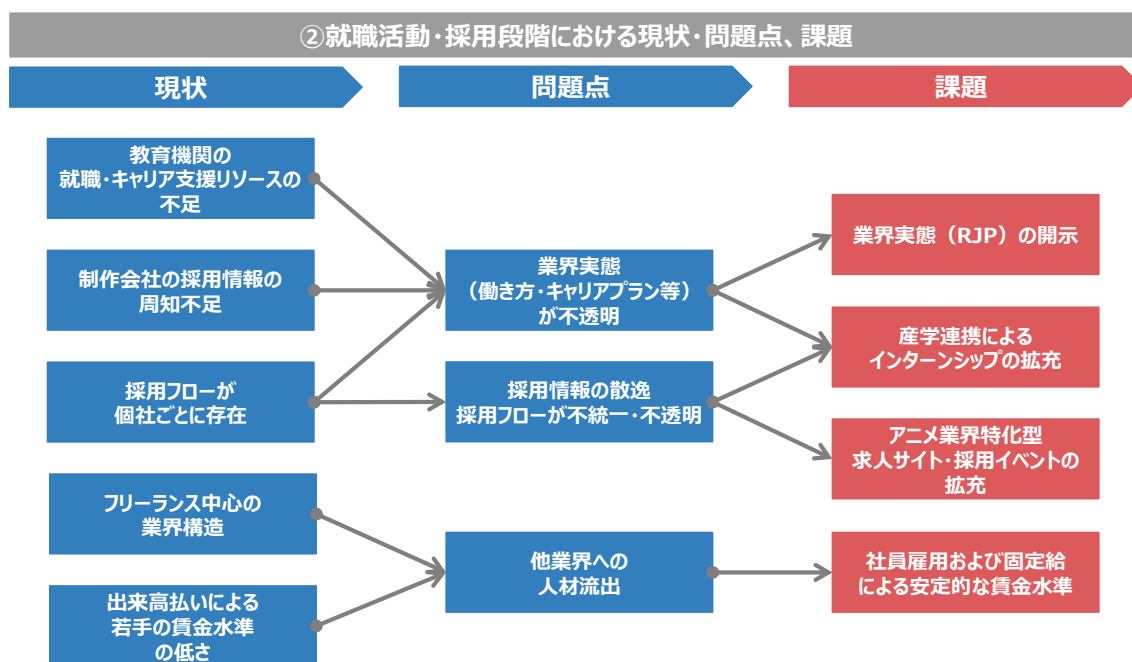 ②就職活動・採用段階における現状・問題点、課題
現状
問題点
課題
教育機関の
就職・キャリア支援リソースの
不足
制作会社の採用情報の
周知不足
採用フローが
個社ごとに存在
フリーランス中心の
業界構造
出来高払いによる
若手の賃金水準
の低さ
業界実態
（働き方・キャリアプラン等）
が不透明
採用情報の散逸
採用フローが不統一・不透明
他業界への
人材流出
業界実態（RJP）の開示
産学連携による
インターンシップの拡充
アニメ業界特化型
求人サイト・採用イベントの
拡充
社員雇用および固定給
による安定的な賃金水準